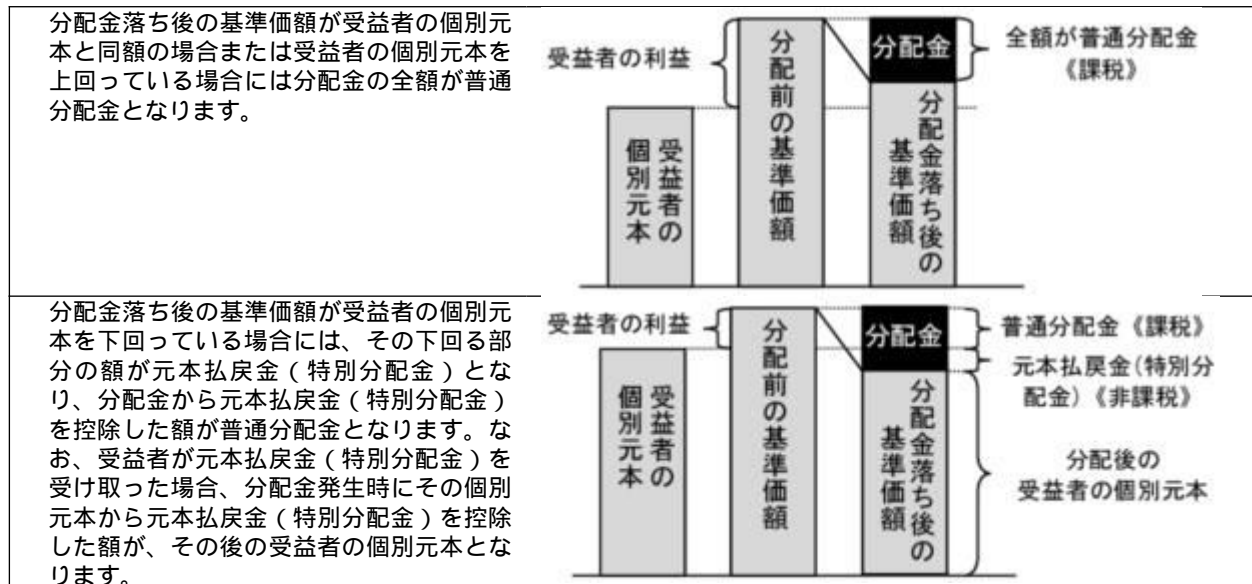 分配金落ち後の基準価額が受益者の個別元
本と同額の場合または受益者の個別元本を
上回っている場合には分配金の全額が普通
分配金となります。
受益者の利益
受益者の
個別元本
分配前の基準価額
分配金
分配金落ち後の
基準価額
全額が普通分配金
《課税》
分配金落ち後の基準価額が受益者の個別元
本を下回っている場合には、その下回る部
分の額が元本払戻金（特別分配金）とな
り、分配金から元本払戻金（特別分配金）
を控除した額が普通分配金となります。な
お、受益者が元本払戻金（特別分配金）を
受け取った場合、分配金発生時にその個別
元本から元本払戻金（特別分配金）を控除
した額が、その後の受益者の個別元本とな
ります。
受益者の利益
受益者の
個別元本
分配前の基準価額
分配金
分配金落ち後の
基準価額
普通分配金《課税》
元本払戻金(特別分
配金)《非課税》
分配後の
受益者の個別元本